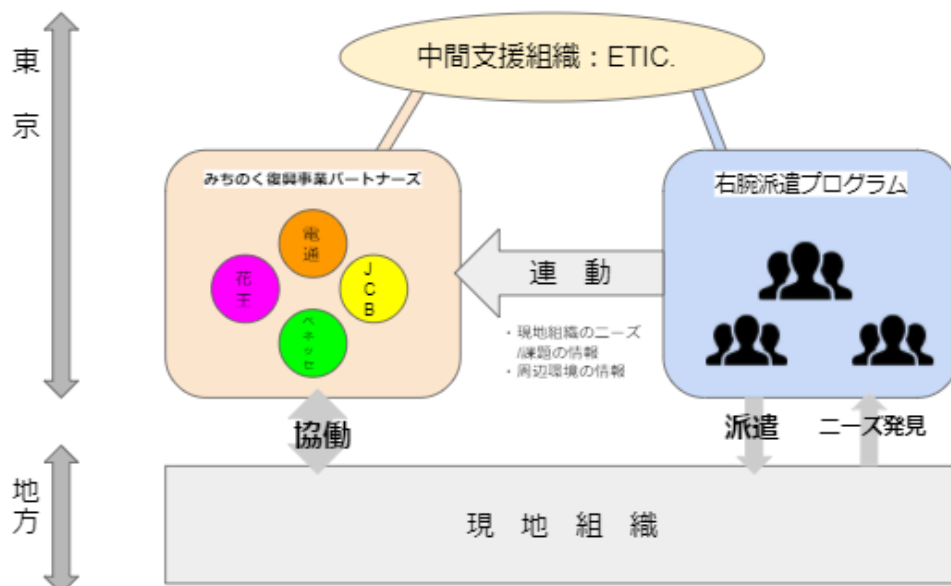 東京
中間支援組織：ETIC.
みちのく復興事業パートナーズ
電通
花王
JCB
ベネッセ
右腕派遣プログラム
連　動
・現地組織のニーズ
/課題の情報
・周辺環境の情報
協働
派遣
ニーズ発見
地方
現　地　組　織